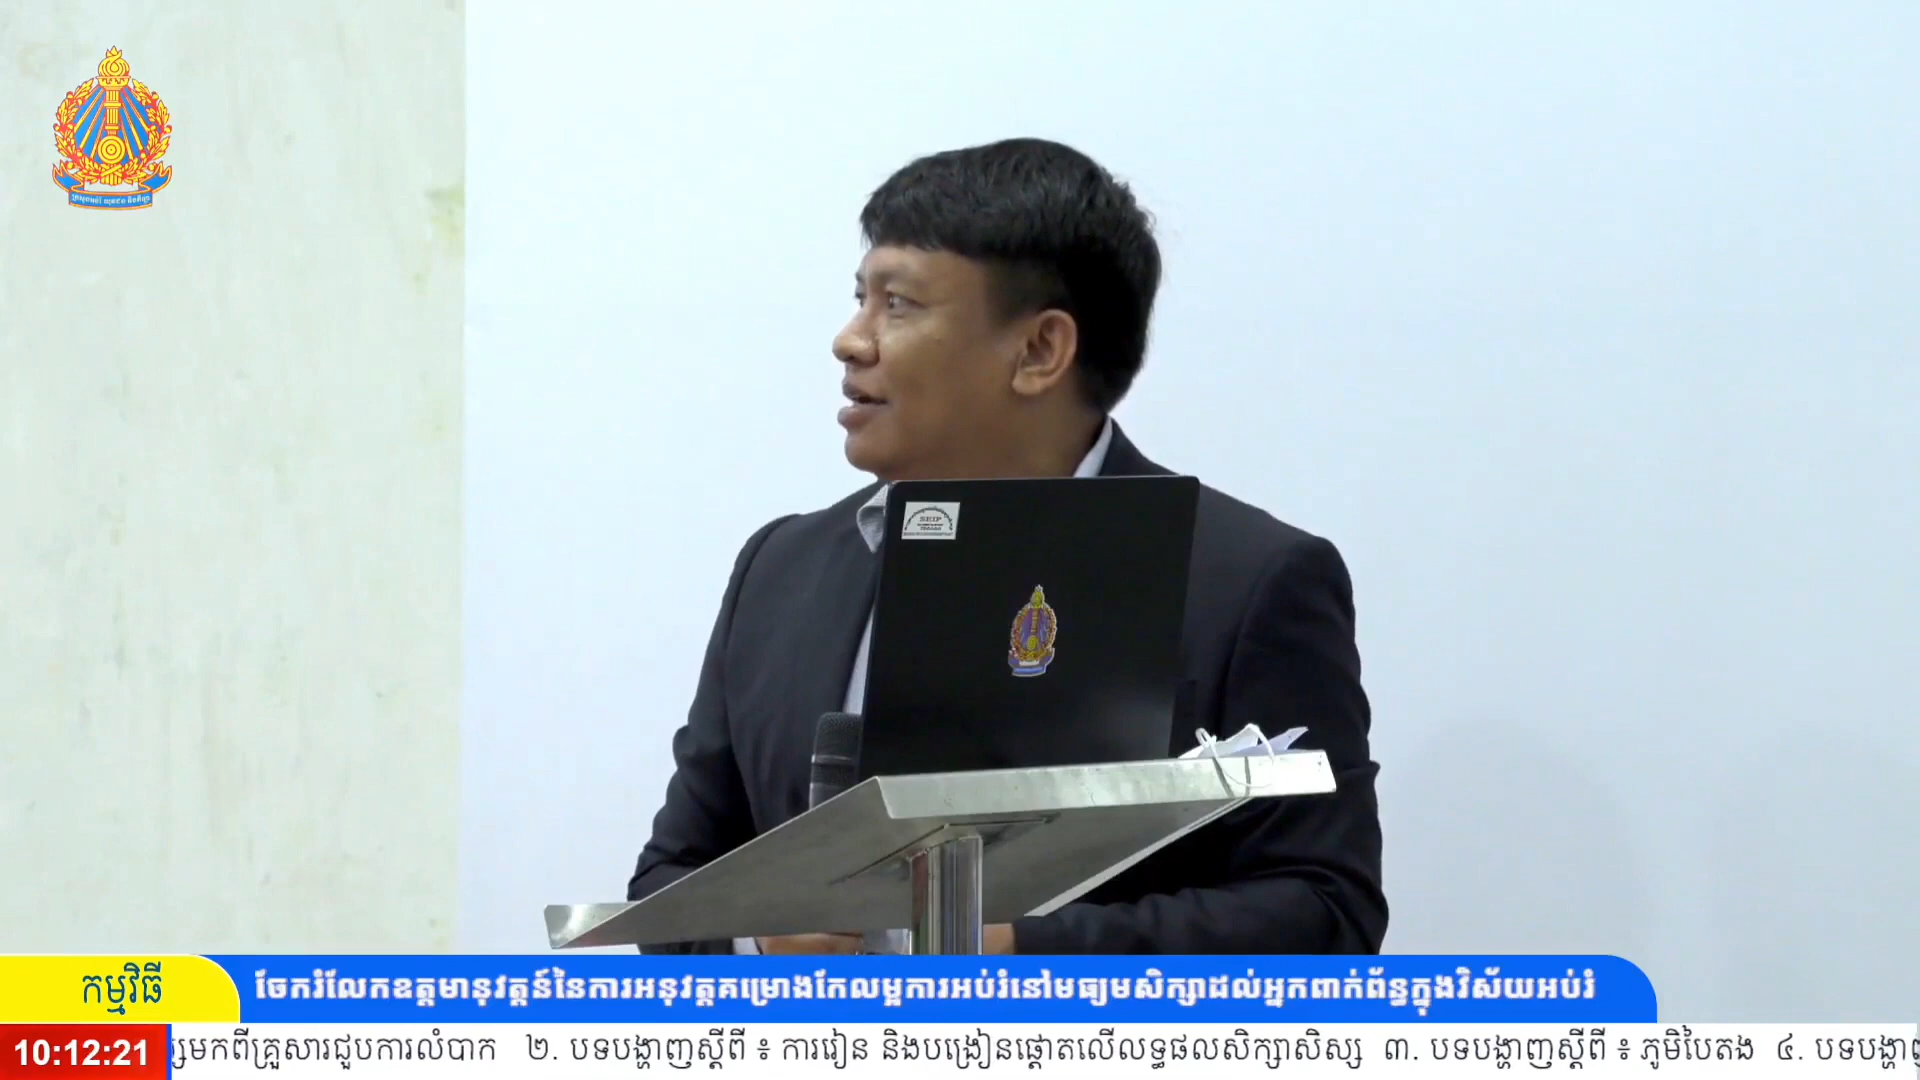 SEIP
កម្មវិធី
ចែករំលែកឧត្តមានុវត្តន៍នៃការអនុវត្តគម្រោងកែលម្អការអប់រំនៅមធ្យមសិក្សាដល់អ្នកពាក់ព័ន្ធក្នុងវិស័យអប់រំ
10:12:21
ស្សមកពីគ្រួសារជួបការលំបាក ២. បទបង្ហាញស្តីពី ៖ ការរៀន និងបង្រៀនផ្តោតលើលទ្ធផលសិក្សាសិស្ស ៣. បទបង្ហាញស្តីពី ៖ ភូមិបៃតង ៤. បទបង្ហា